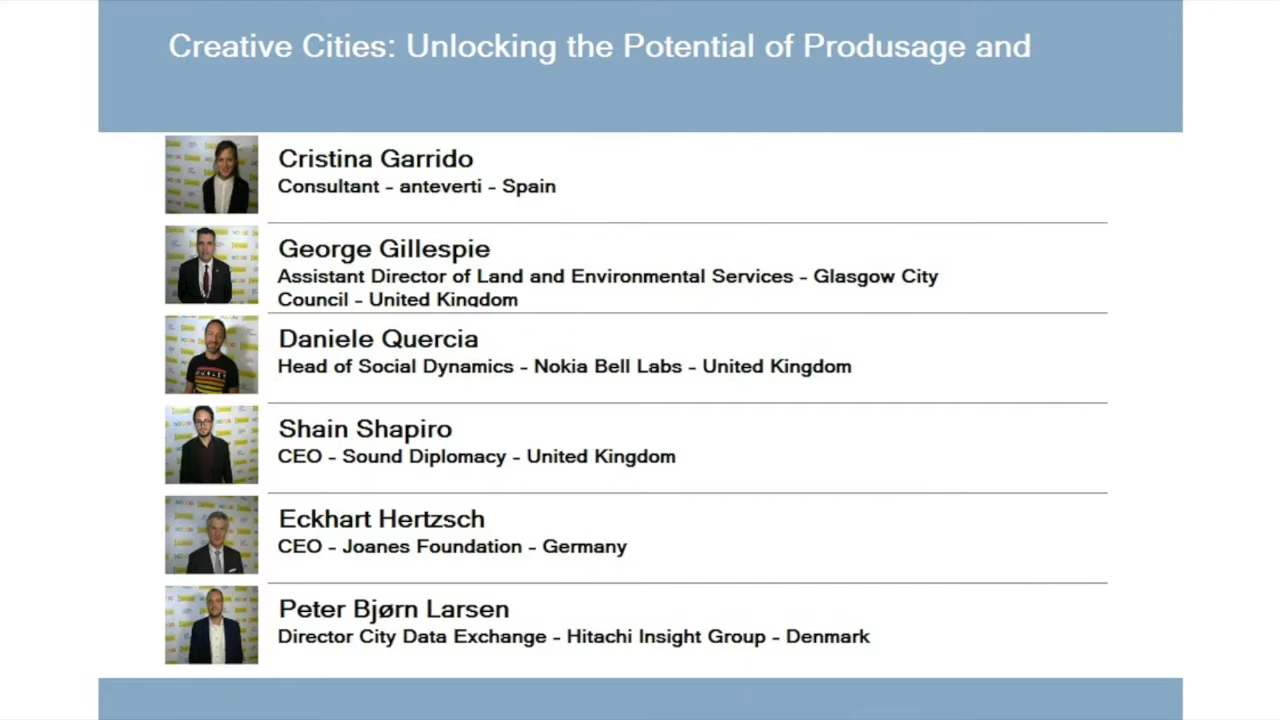 Creative Cities: Unlocking the Potential of Produsage and
Cristina Garrido
Consultant - anteverti - Spain
George Gillespie
Assistant Director of Land and Environmental Services - Glasgow City
Council - United Kingdom
Daniele Quercia
Head of Social Dynamics - Nokia Bell Labs - United Kingdom
Shain Shapiro
CEO - Sound Diplomacy - United Kingdom
Eckhart Hertzsch
CEO - Joanes Foundation - Germany
Peter Bjørn Larsen
Director City Data Exchange - Hitachi Insight Group - Denmark